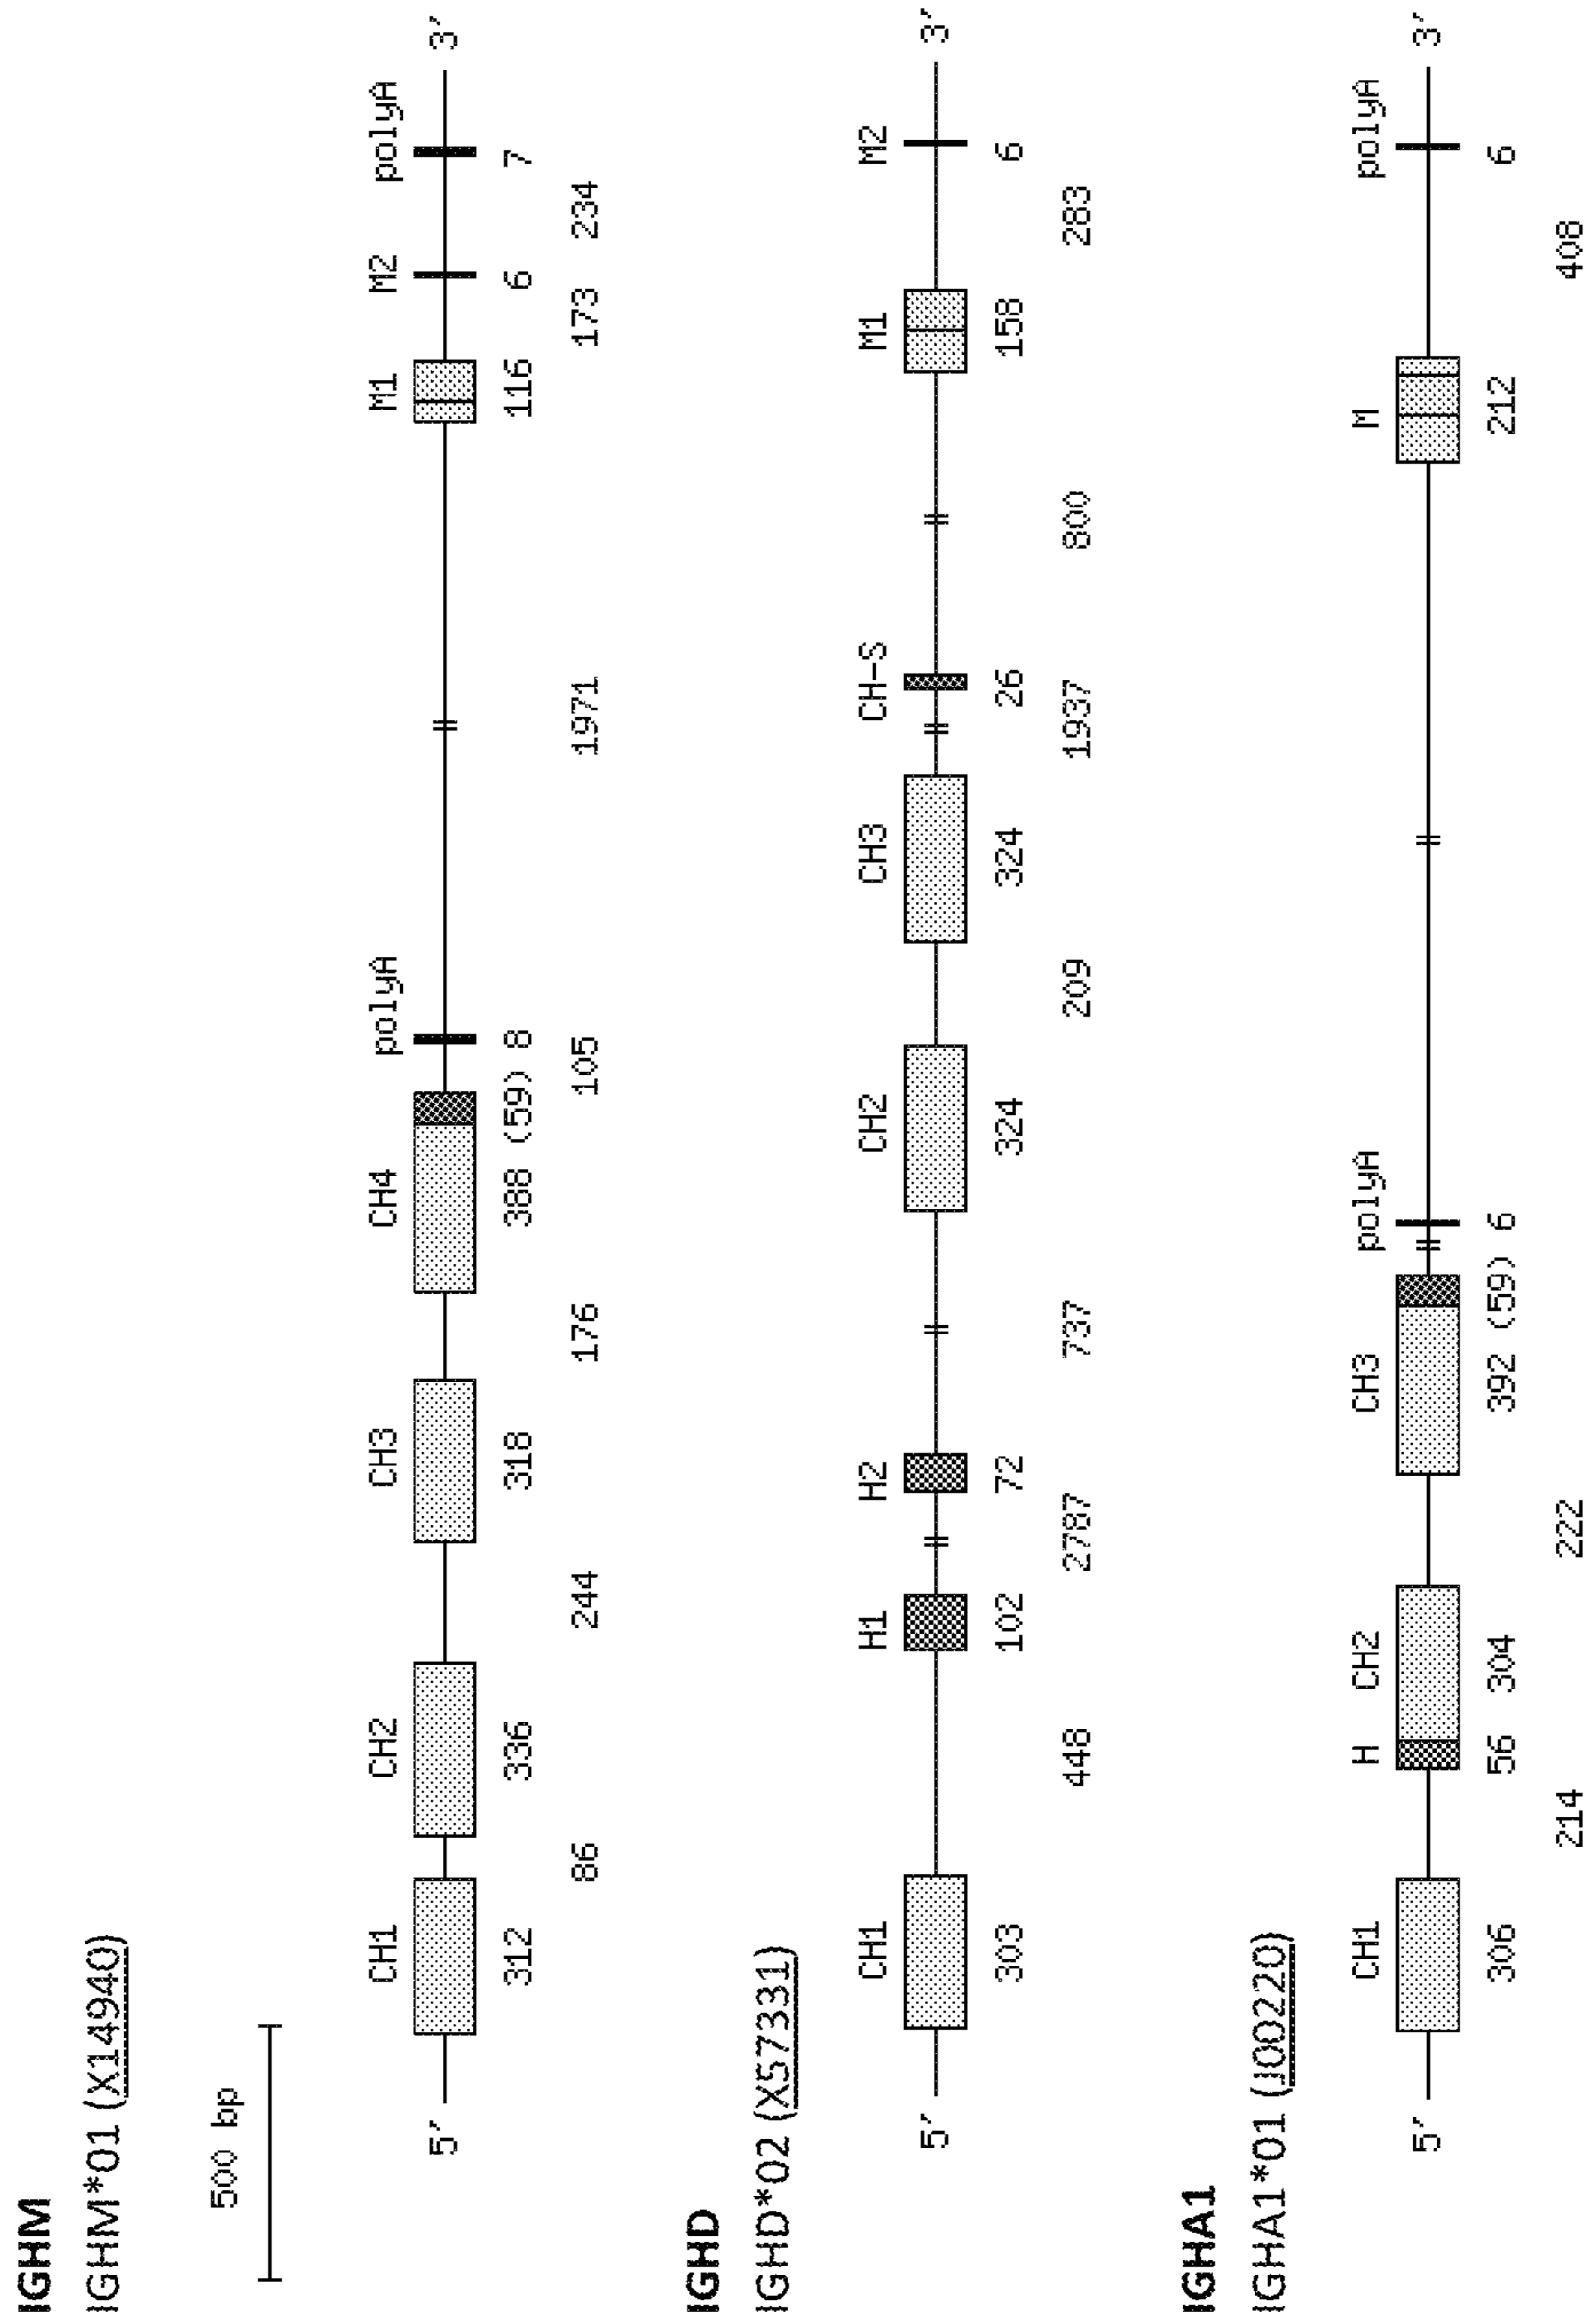 IGHM
IGHM*01 (X14940)
500 bp
CH1 CH2 CH3 CH4 polyA M1 M2 polyA
5′ 3′
312 336 318 388 (59) 8 116 6 7
86 244 176 105 1971 173 234
IGHD
IGHD*02 (X57331)
CH1 H1 H2 CH2 CH3 CH-S M1 M2
5′ 3′
303 102 72 324 324 26 158 6
448 2787 737 209 1937 800 283
IGHA1
IGHA1*01 (J00220)
CH1 H CH2 CH3 polyA M polyA
5′ 3′
306 56 304 392 (59) 6 212 6
214 222 408